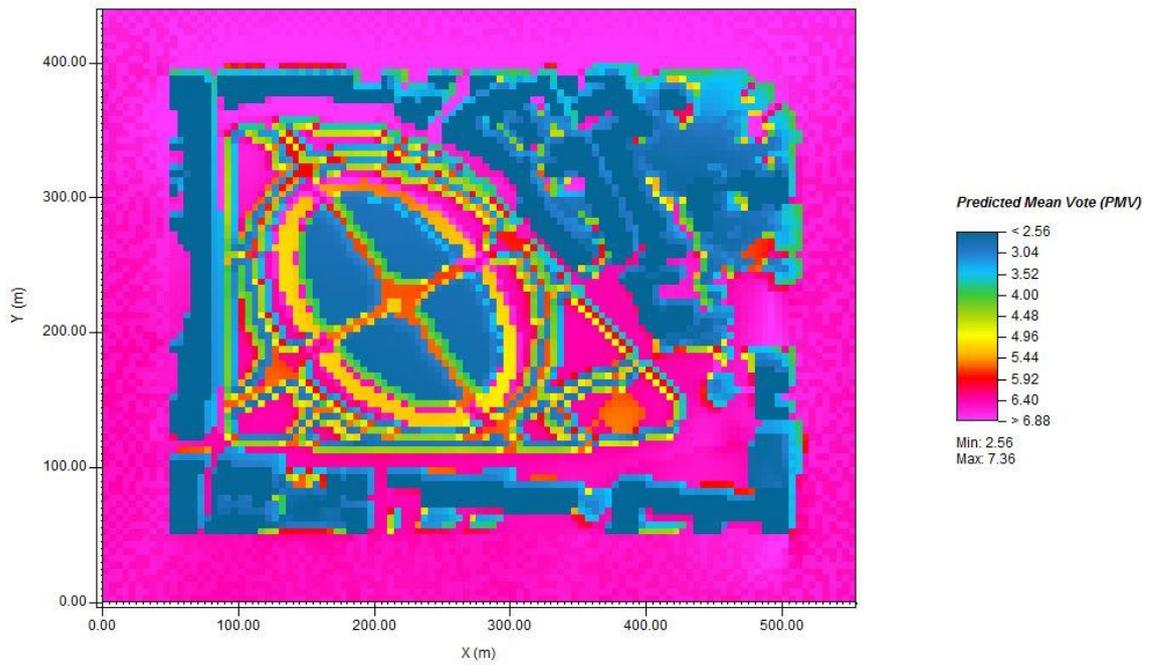 400.00
300.00
200.00
100.00
0.00
Y (m)
0.00 100.00 200.00 300.00 400.00 500.00
X (m)
Predicted Mean Vote (PMV)
< 2.56
3.04
3.52
4.00
4.48
4.96
5.44
5.92
6.40
> 6.88
Min: 2.56
Max: 7.36